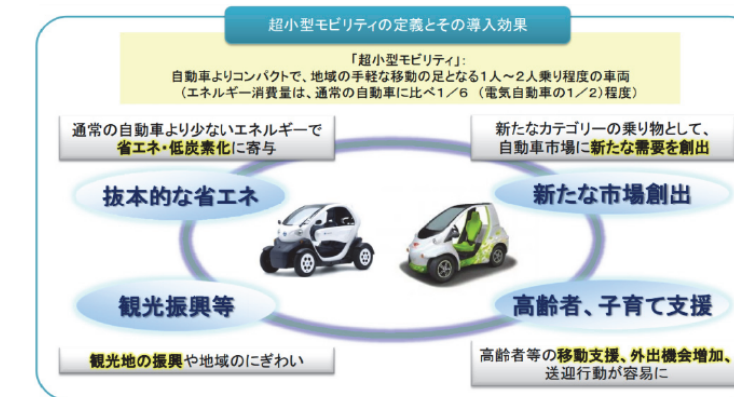 超小型モビリティの定義とその導入効果
「超小型モビリティ」:
自動車よりコンパクトで、地域の手軽な移動の足となる1人～2人乗り程度の車両
(エネルギー消費量は、通常の自動車に比べ1/6 (電気自動車の1/2)程度)
通常の自動車より少ないエネルギーで
省エネ・低炭素化に寄与
新たなカテゴリーの乗り物として、
自動車市場に新たな需要を創出
抜本的な省エネ
新たな市場創出
観光振興等
高齢者、子育て支援
観光地の振興や地域のにぎわい
高齢者等の移動支援、外出機会増加、
送迎行動が容易に